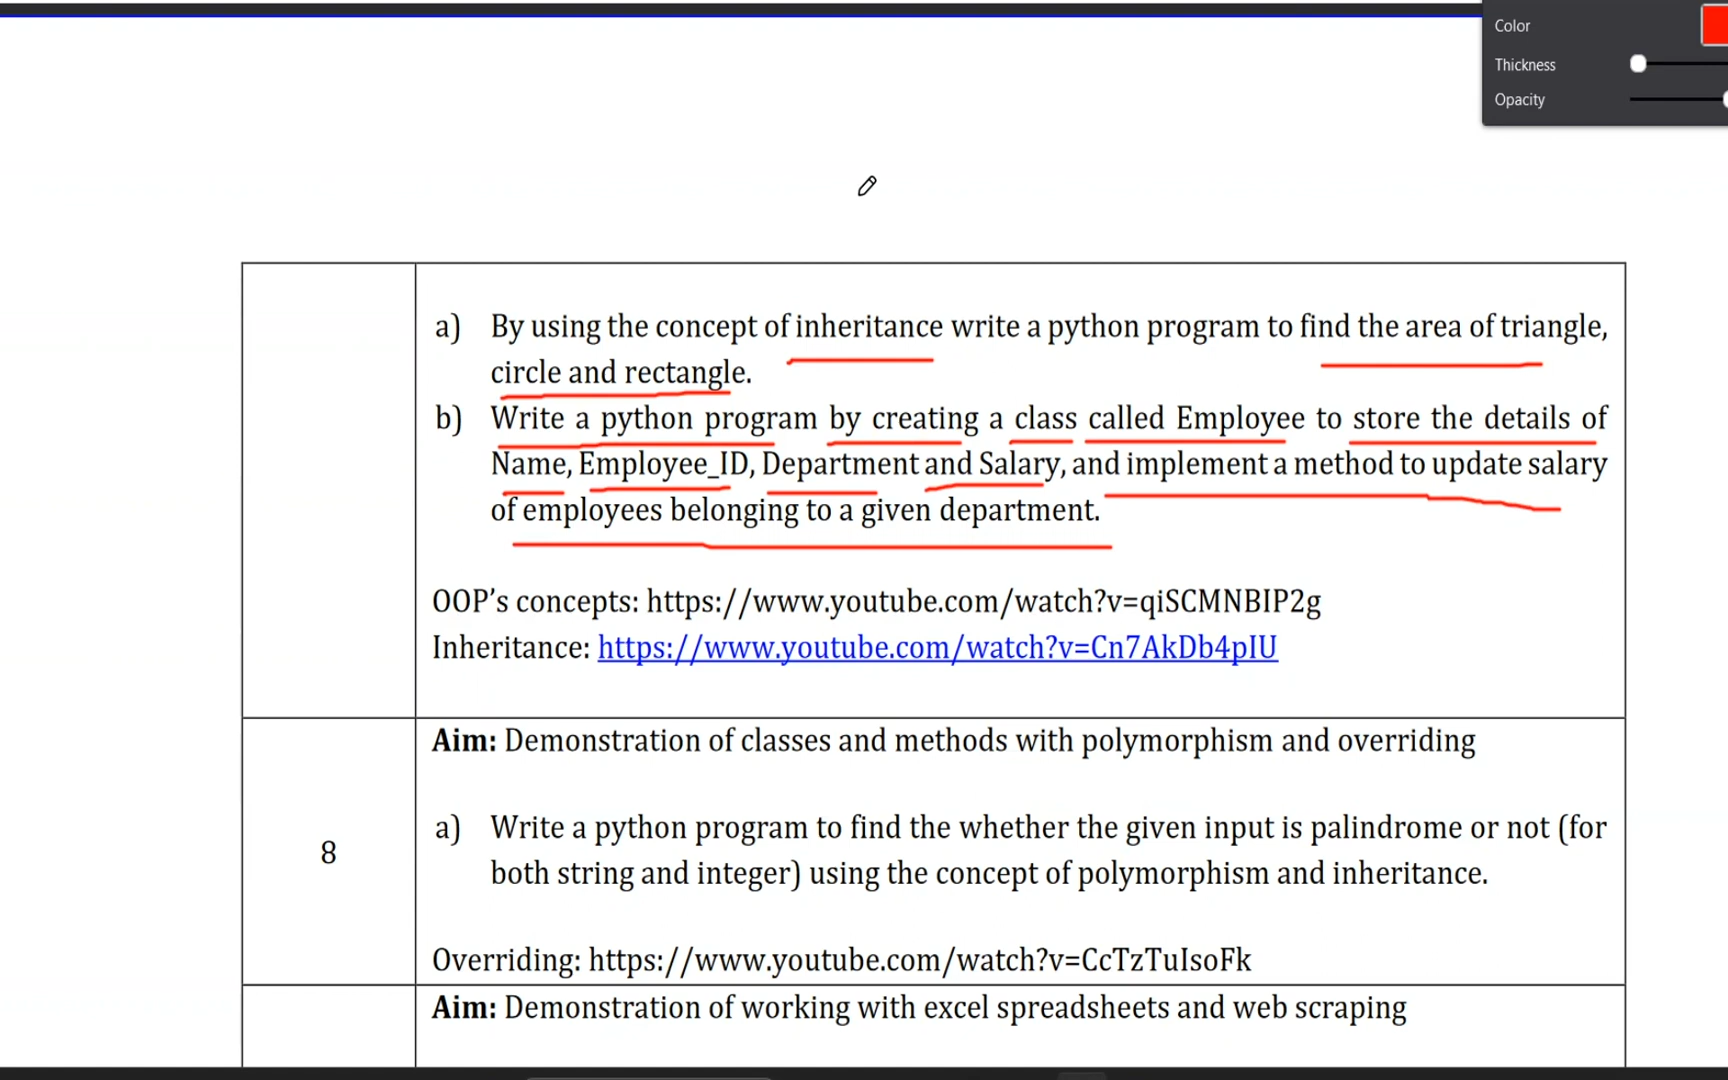 Color
Thickness
Opacity
a) By using the concept of inheritance write a python program to find the area of triangle,
circle and rectangle.
b) Write a python program by creating a class called Employee to store the details of
Name, Employee_ID, Department and Salary, and implement a method to update salary
of employees belonging to a given department.
OOP’s concepts: https://www.youtube.com/watch?v=qiSCMNBIP2g
Inheritance: https://www.youtube.com/watch?v=Cn7AkDb4pIU
Aim: Demonstration of classes and methods with polymorphism and overriding
8
a) Write a python program to find the whether the given input is palindrome or not (for
both string and integer) using the concept of polymorphism and inheritance.
Overriding: https://www.youtube.com/watch?v=CcTzTuIsoFk
Aim: Demonstration of working with excel spreadsheets and web scraping